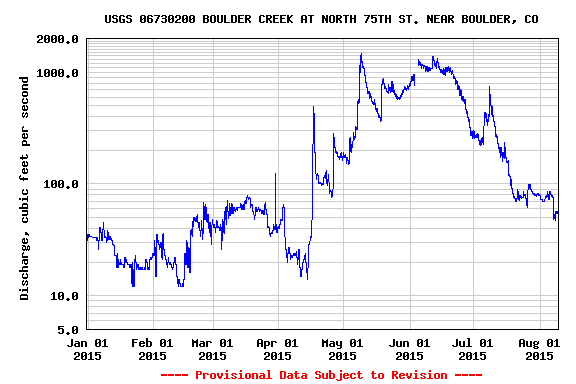 USGS 06730200 BOULDER CREEK AT NORTH 75TH ST. NEAR BOULDER, CO
Discharge, cubic feet per second
2000.0
1000.0
100.0
10.0
5.0
Jan 01 Feb 01 Mar 01 Apr 01 May 01 Jun 01 Jul 01 Aug 01
2015 2015 2015 2015 2015 2015 2015 2015
---- Provisional Data Subject to Revision ----